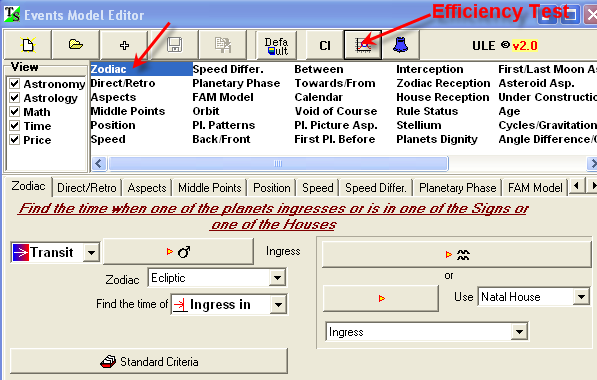 Events Model Editor
Efficiency Test
Defa ult
CI
ULE v2.0
View
Astronomy
Astrology
Math
Time
Price
Zodiac Speed Differ. Between Interception First/Last Moon As
Direct/Retro Planetary Phase Towards/From Zodiac Reception Asteroid Asp.
Aspects FAM Model Calendar House Reception Under Constructio
Middle Points Orbit Void of Course Rule Status Age
Position Pl. Patterns Pl. Picture Asp. Stellium Cycles/Gravitation
Speed Back/Front First Pl. Before Planets Dignity Angle Difference/C
Zodiac Direct/Retro Aspects Middle Points Position Speed Speed Differ. Planetary Phase FAM Model
Find the time when one of the planets ingresses or is in one of the Signs or
one of the Houses
Transit ♂ Ingress ♒
or
Zodiac Ecliptic
Find the time of Ingress in Use Natal House
Ingress
Standard Criteria